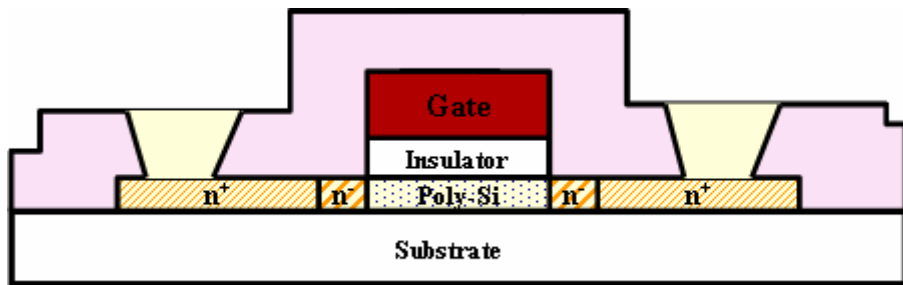 Gate
Insulator
n⁺ n⁻ Poly-Si n⁻ n⁺
Substrate